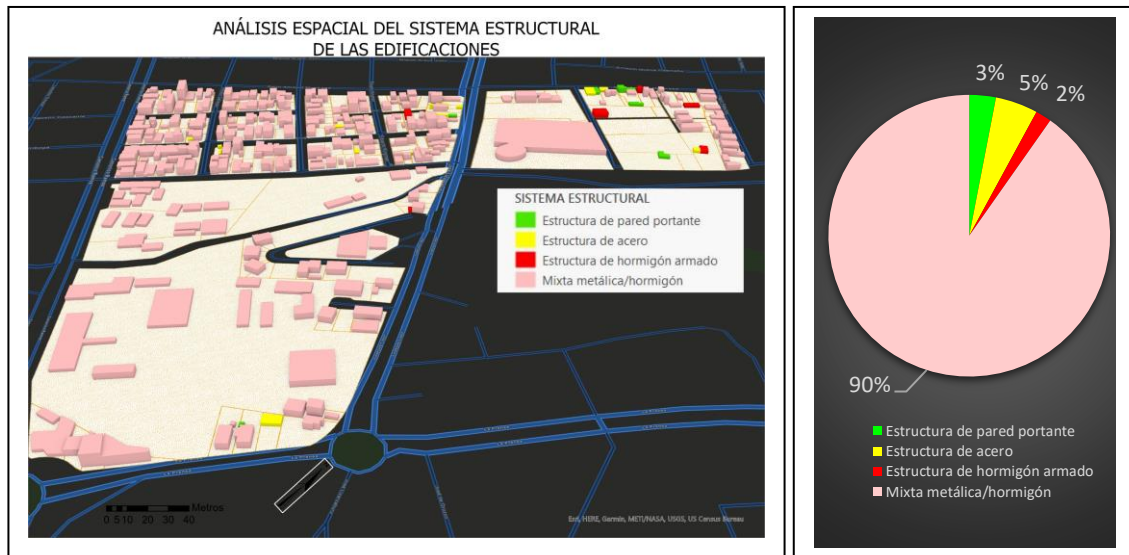 ANÁLISIS ESPACIAL DEL SISTEMA ESTRUCTURAL
DE LAS EDIFICACIONES
SISTEMA ESTRUCTURAL
Estructura de pared portante
Estructura de acero
Estructura de hormigón armado
Mixta metálica/hormigón
Metros
0 5 10 20 30 40
Esri, HERE, Garmin, METI/NASA, USGS, US Census Bureau
3%
5%
2%
90%
Estructura de pared portante
Estructura de acero
Estructura de hormigón armado
Mixta metálica/hormigón